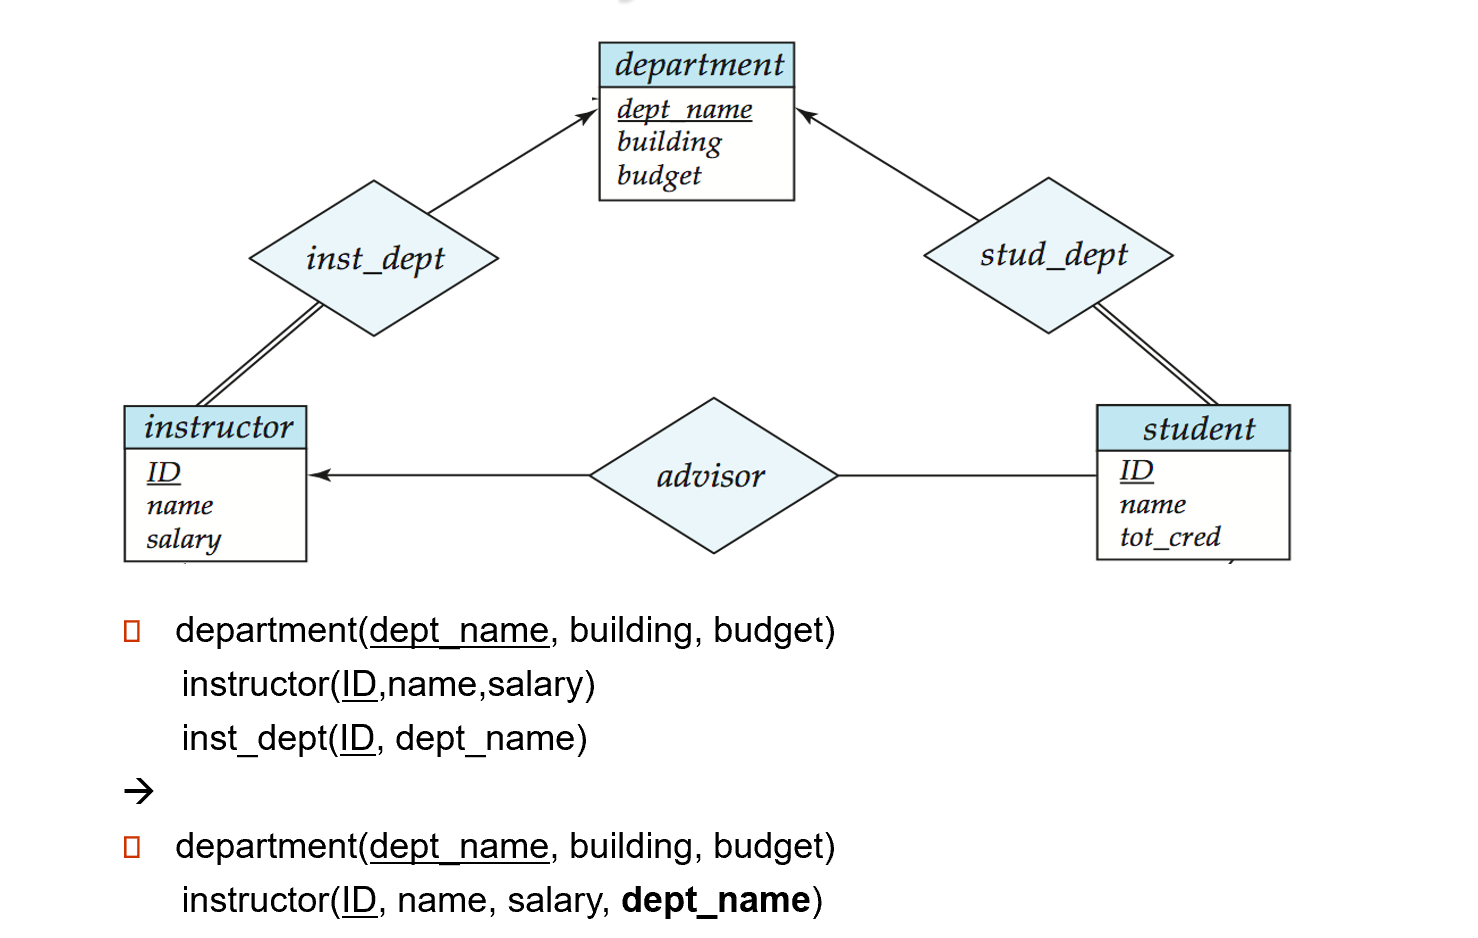 department
dept_name
building
budget
inst_dept
stud_dept
instructor
ID
name
salary
advisor
student
ID
name
tot_cred
department(dept_name, building, budget)
instructor(ID,name,salary)
inst_dept(ID, dept_name)
→
department(dept_name, building, budget)
instructor(ID, name, salary, dept_name)